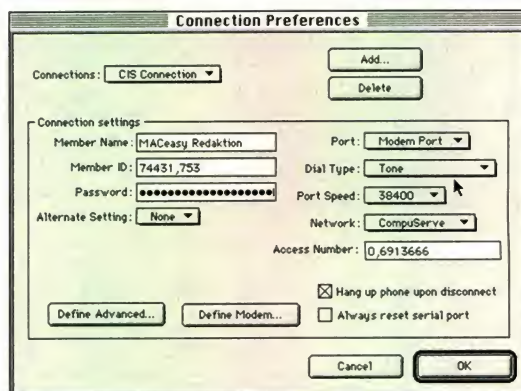 Connection Preferences
Connections: CIS Connection
Add...
Delete
Connection settings
Member Name: MACeasy Redaktion
Member ID: 74431,753
Password: ●●●●●●●●●●●●●●●●●●●
Alternate Setting: None
Port: Modem Port
Dial Type: Tone
Port Speed: 38400
Network: CompuServe
Access Number: 0,6913666
Hang up phone upon disconnect
Always reset serial port
Define Advanced...
Define Modem...
Cancel
OK